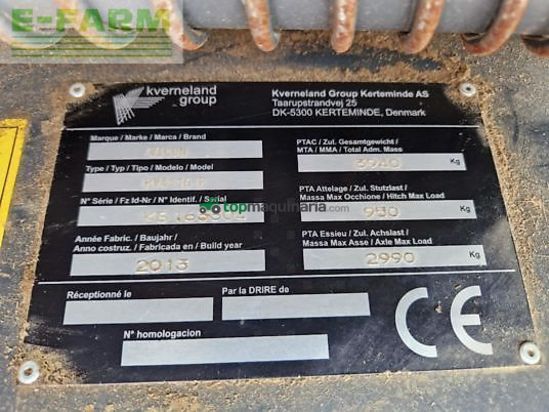 E-FARM
kverneland
group
Kverneland Group Kerteminde AS
Taarupstrandvej 25
DK-5300 KERTEMINDE, Denmark
Marque / Marke / Marca / Brand
Type / Typ / Tipo / Modelo / Model
N° Série / Fz Id-Nr / N° Identif. / Serial
Année Fabric. / Baujahr /
Anno costruz. / Fabricada en / Build year
2013
PTAC / Zul. Gesamtgewicht /
MTA / MMA / Total Adm. Mass
3940 Kg
PTA Attelage / Zul. Stutzlast /
Massa Max Occhione / Hitch Max Load
950 Kg
PTA Essieu / Zul. Achslast /
Massa Max Asse / Axle Max Load
2990 Kg
topmaquinaria.com
Réceptionné le
Par la DRIRE de
N° homologacion
CE